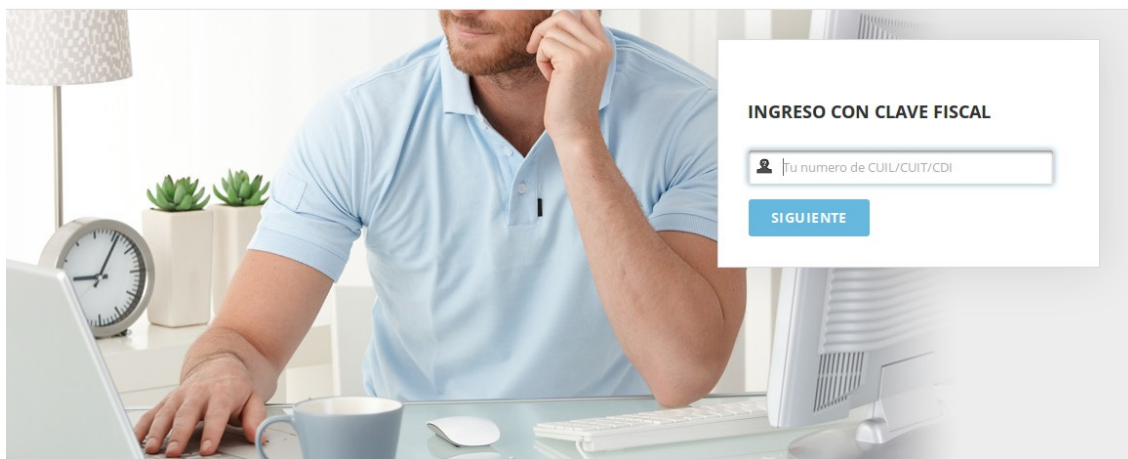 INGRESO CON CLAVE FISCAL
Tu numero de CUIL/CUIT/CDI
SIGUIENTE